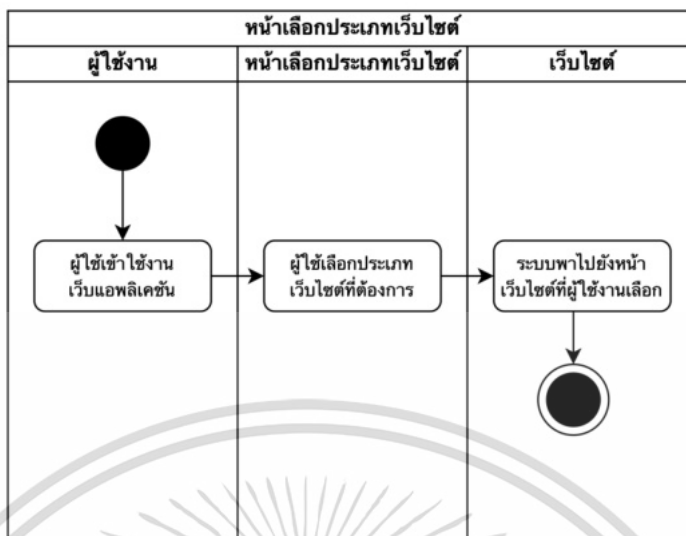 หน้าเลือกประเภทเว็บไซต์
ผู้ใช้งาน
หน้าเลือกประเภทเว็บไซต์
เว็บไซต์
ผู้ใช้เข้าใช้งาน
เว็บแอพลิเคชัน
ผู้ใช้เลือกประเภท
เว็บไซต์ที่ต้องการ
ระบบพาไปยังหน้า
เว็บไซต์ที่ผู้ใช้งานเลือก